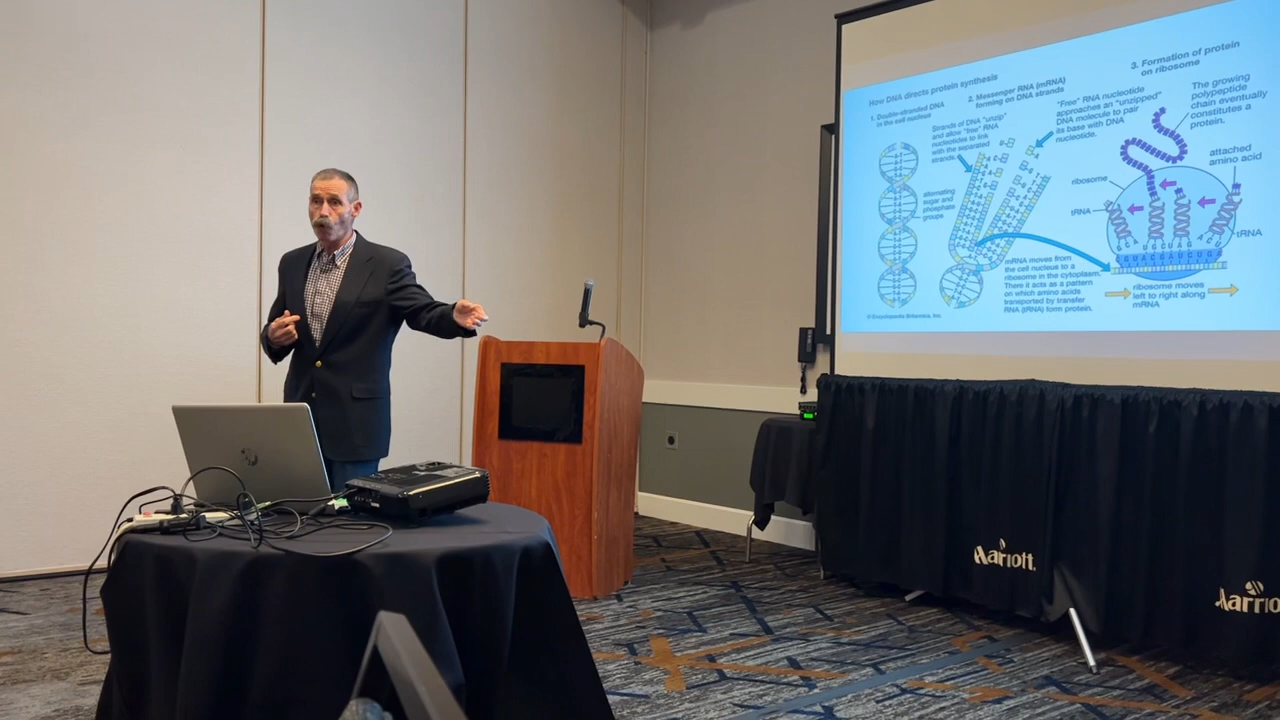 How DNA directs protein synthesis
1. Double-stranded DNA
in the cell nucleus
2. Messenger RNA (mRNA)
forming on DNA strands
3. Formation of protein
on ribosome
Strands of DNA "unzip"
and allow "free" RNA
nucleotides to link
with the separated
strands.
"Free" RNA nucleotide
approaches an "unzipped"
DNA molecule to pair
its base with DNA
nucleotide.
The growing
polypeptide
chain eventually
constitutes a
protein.
attached
amino acid
ribosome
tRNA
tRNA
alternating
sugar and
phosphate
groups
mRNA moves from
the cell nucleus to a
ribosome in the cytoplasm.
There it acts as a pattern
on which amino acids
transported by transfer
RNA (tRNA) form protein.
ribosome moves
left to right along
mRNA
© Encyclopædia Britannica, Inc.
Marriott